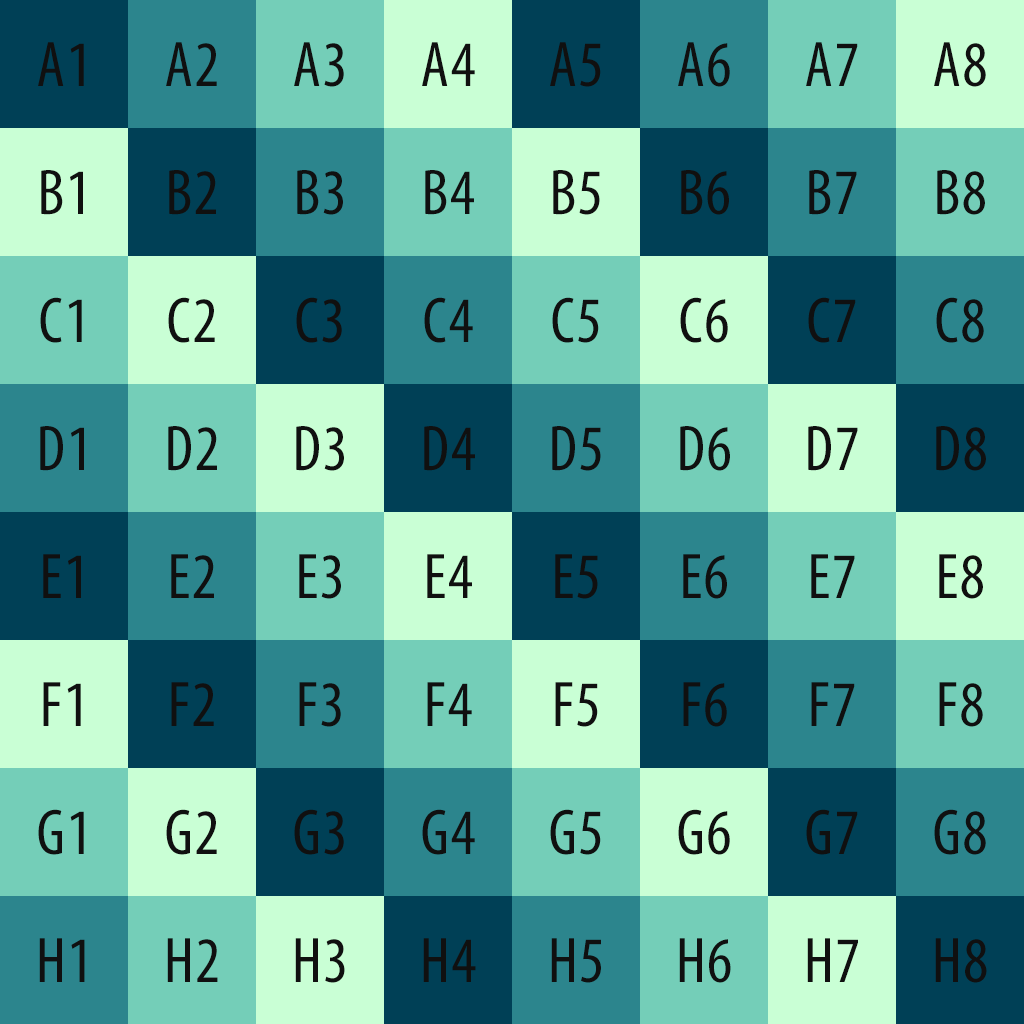 A1 A2 A3 A4 A5 A6 A7 A8
B1 B2 B3 B4 B5 B6 B7 B8
C1 C2 C3 C4 C5 C6 C7 C8
D1 D2 D3 D4 D5 D6 D7 D8
E1 E2 E3 E4 E5 E6 E7 E8
F1 F2 F3 F4 F5 F6 F7 F8
G1 G2 G3 G4 G5 G6 G7 G8
H1 H2 H3 H4 H5 H6 H7 H8